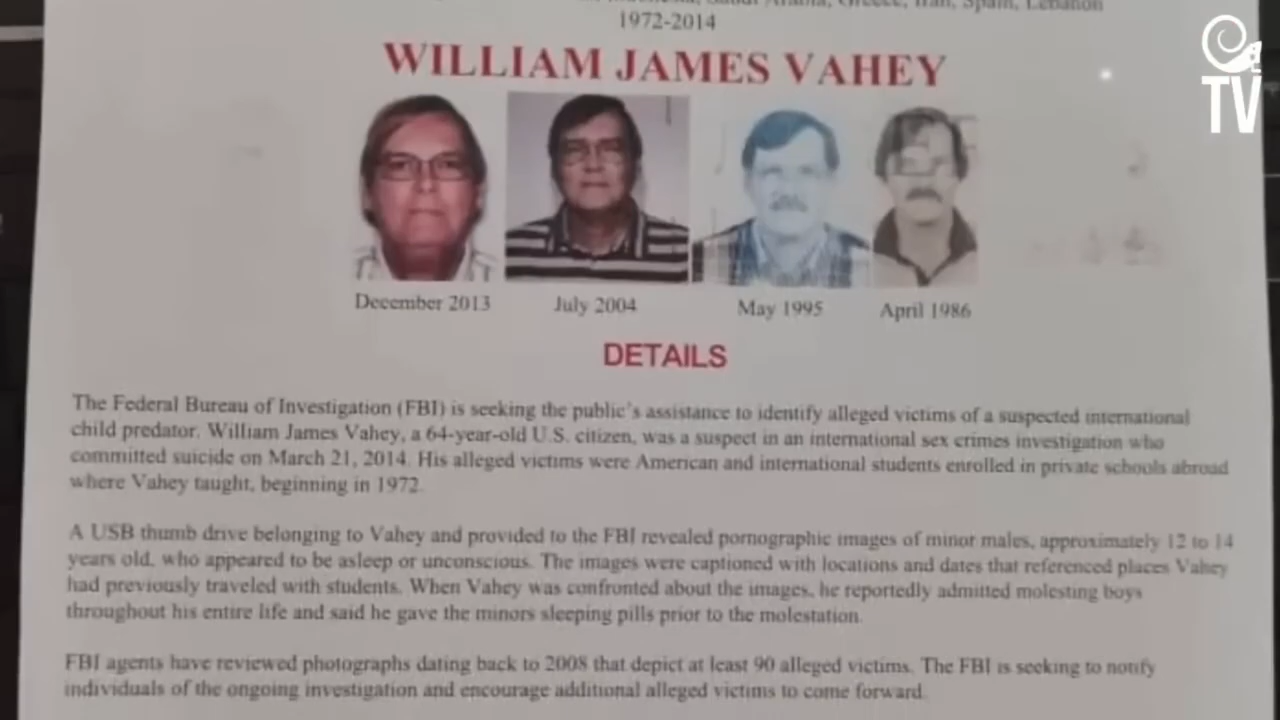 Saudi Arabia, Greece, Iran, Spain, Lebanon
1972-2014
TV
WILLIAM JAMES VAHEY
December 2013 July 2004 May 1995 April 1986
DETAILS
The Federal Bureau of Investigation (FBI) is seeking the public's assistance to identify alleged victims of a suspected international
child predator. William James Vahey, a 64-year-old U.S. citizen, was a suspect in an international sex crimes investigation who
committed suicide on March 21, 2014. His alleged victims were American and international students enrolled in private schools abroad
where Vahey taught, beginning in 1972.
A USB thumb drive belonging to Vahey and provided to the FBI revealed pornographic images of minor males, approximately 12 to 14
years old, who appeared to be asleep or unconscious. The images were captioned with locations and dates that referenced places Vahey
had previously traveled with students. When Vahey was confronted about the images, he reportedly admitted molesting boys
throughout his entire life and said he gave the minors sleeping pills prior to the molestation.
FBI agents have reviewed photographs dating back to 2008 that depict at least 90 alleged victims. The FBI is seeking to notify
individuals of the ongoing investigation and encourage additional alleged victims to come forward.